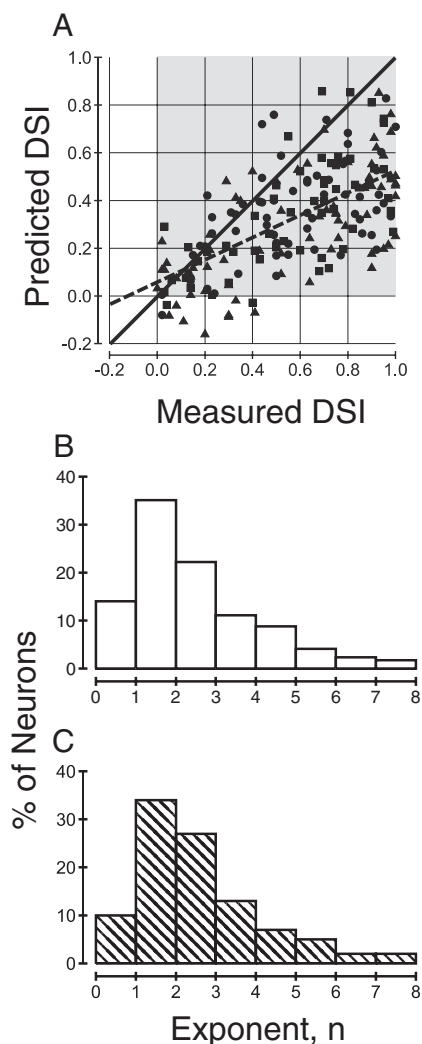 A
Predicted DSI
1.0
0.8
0.6
0.4
0.2
0.0
-0.2
-0.2 0.0 0.2 0.4 0.6 0.8 1.0
Measured DSI
B
40
30
20
10
0
0 1 2 3 4 5 6 7 8
% of Neurons
C
40
30
20
10
0
0 1 2 3 4 5 6 7 8
Exponent, n